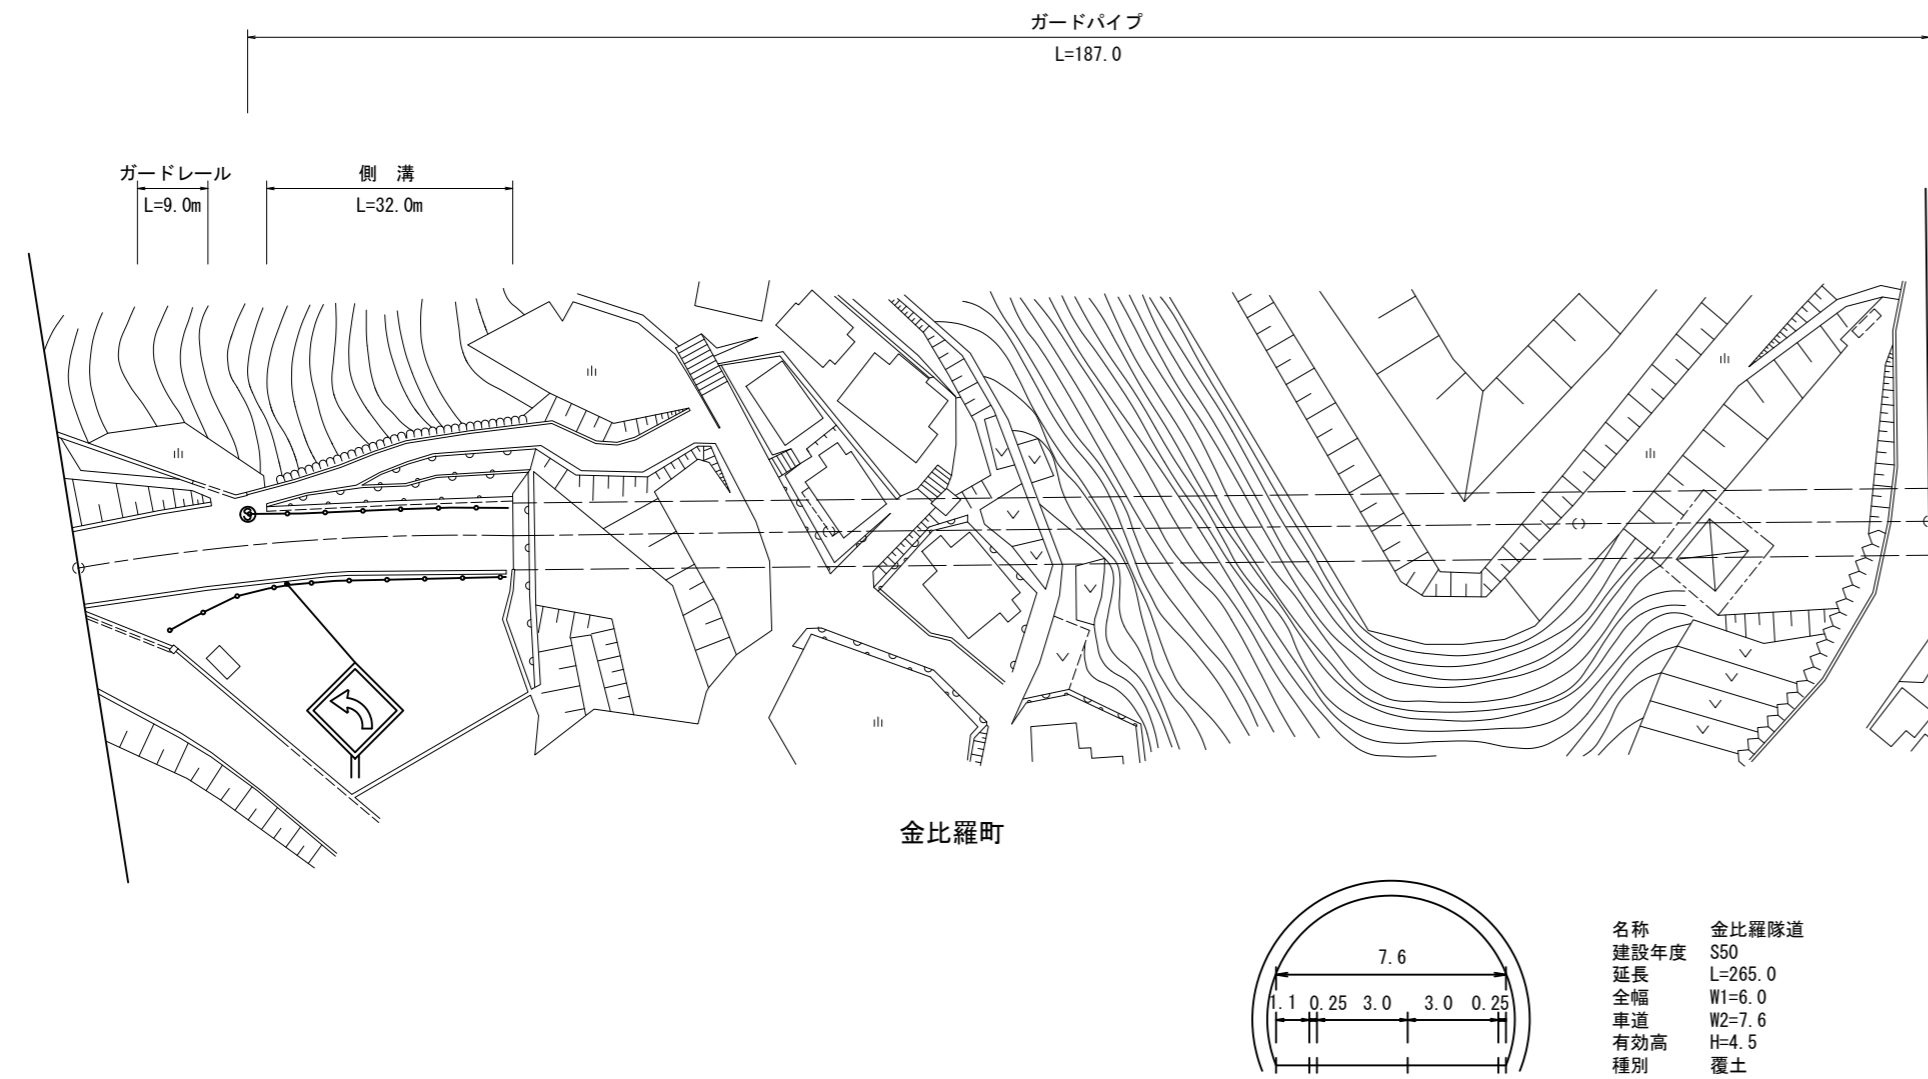 ガードパイプ
L=187.0
ガードレール
L=9.0m
側 溝
L=32.0m
金比羅町
7.6
1.1 0.25 3.0 3.0 0.25
名称 金比羅隧道
建設年度 S50
延長 L=265.0
全幅 W1=6.0
車道 W2=7.6
有効高 H=4.5
種別 覆土